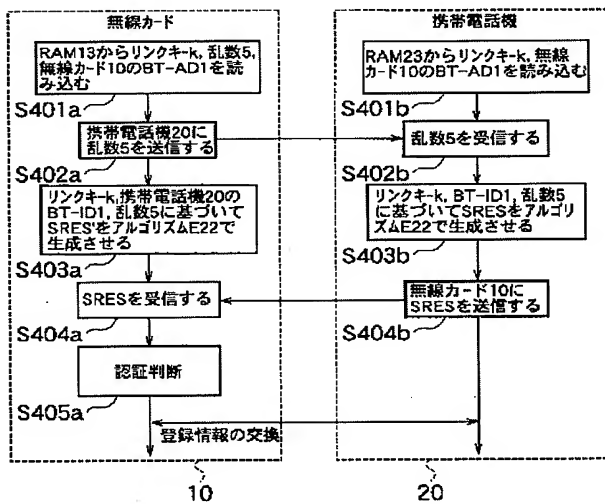 無線カード
RAM13からリンクキーk, 乱数5,
無線カード10のBT-AD1を読
み込む
S401a
携帯電話機20に
乱数5を送信する
S402a
リンクキーk, 携帯電話機20の
BT-ID1, 乱数5に基づいて
SRES'をアルゴリズムE22で
生成させる
S403a
SRESを受信する
S404a
認証判断
S405a
登録情報の交換
10
携帯電話機
RAM23からリンクキーk, 無線
カード10のBT-AD1を読み込む
S401b
乱数5を受信する
S402b
リンクキーk, BT-ID1, 乱数5
に基づいてSRESをアルゴリ
ズムE22で生成させる
S403b
無線カード10に
SRESを送信する
S404b
20